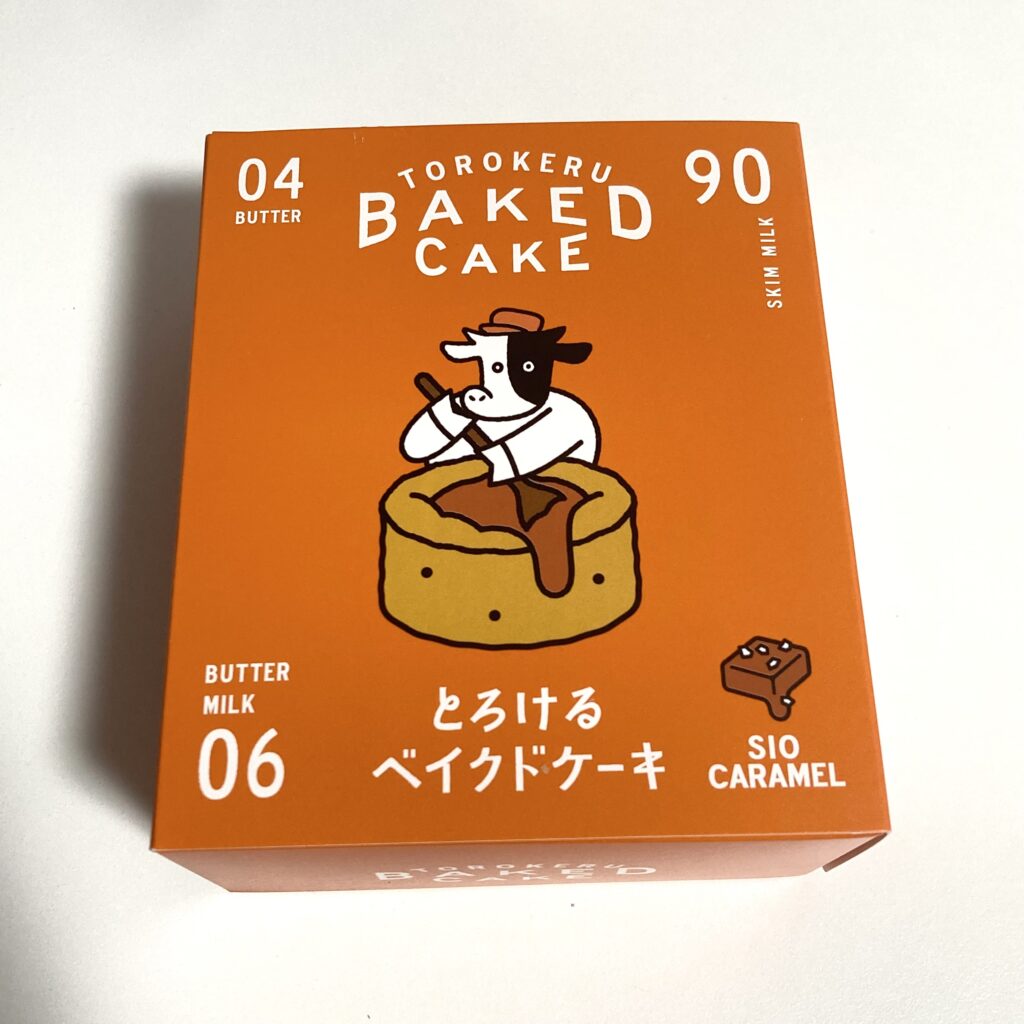 04
BUTTER
TOROKERU
BAKED
CAKE
90
SKIM MILK
BUTTER
MILK
06
とろける
ベイクドケーキ
SIO
CARAMEL
TOROKERU
BAKED
CAKE